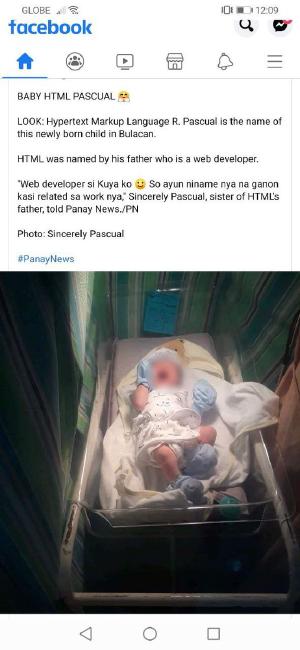 GLOBE
12:09
facebook
BABY HTML PASCUAL
LOOK: Hypertext Markup Language R. Pascual is the name of
this newly born child in Bulacan.
HTML was named by his father who is a web developer.
"Web developer si Kuya ko 😃 So ayun niname nya na ganon
kasi related sa work nya," Sincerely Pascual, sister of HTML's
father, told Panay News./PN
Photo: Sincerely Pascual
#PanayNews